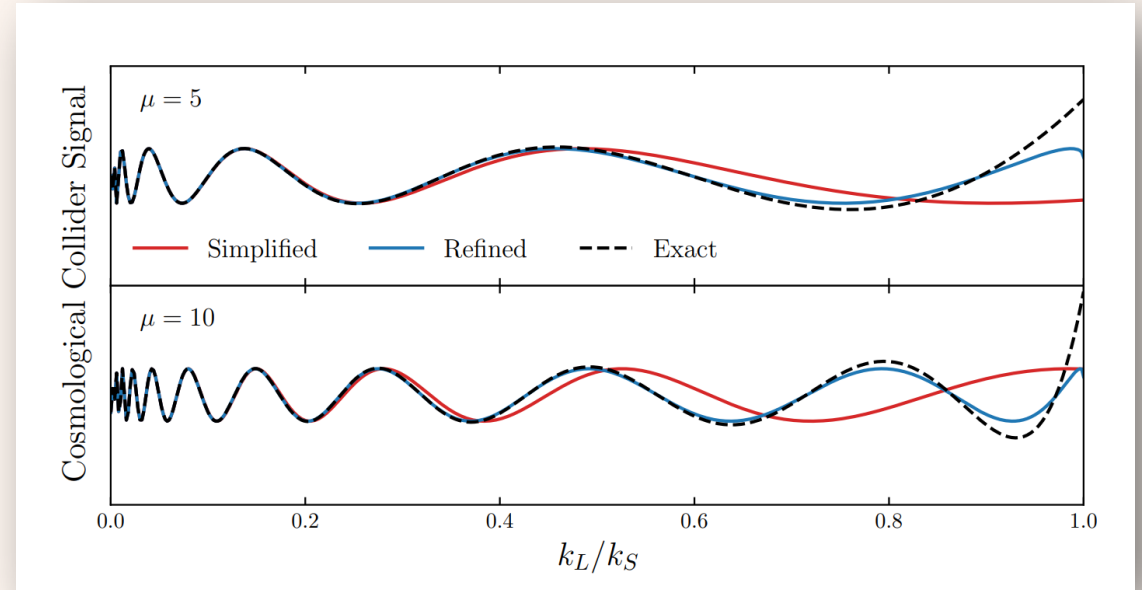 μ = 5
Simplified
Refined
Exact
μ = 10
Cosmological Collider Signal
0.0
0.2
0.4
0.6
0.8
1.0
k_L/k_S